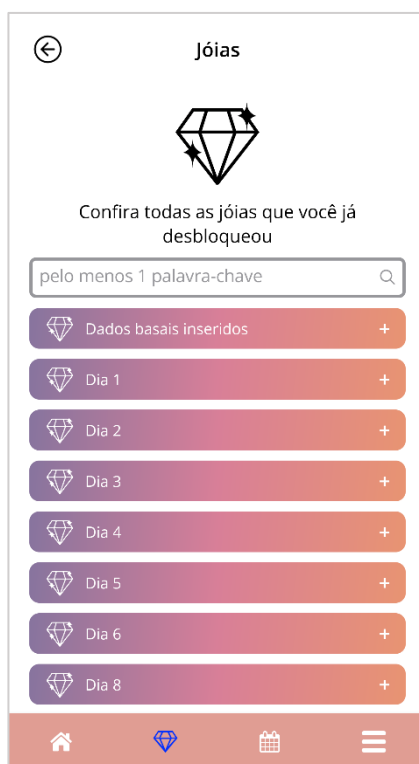 Jóias
Confira todas as jóias que você já
desbloqueou
pelo menos 1 palavra-chave
Dados basais inseridos +
Dia 1 +
Dia 2 +
Dia 3 +
Dia 4 +
Dia 5 +
Dia 6 +
Dia 8 +